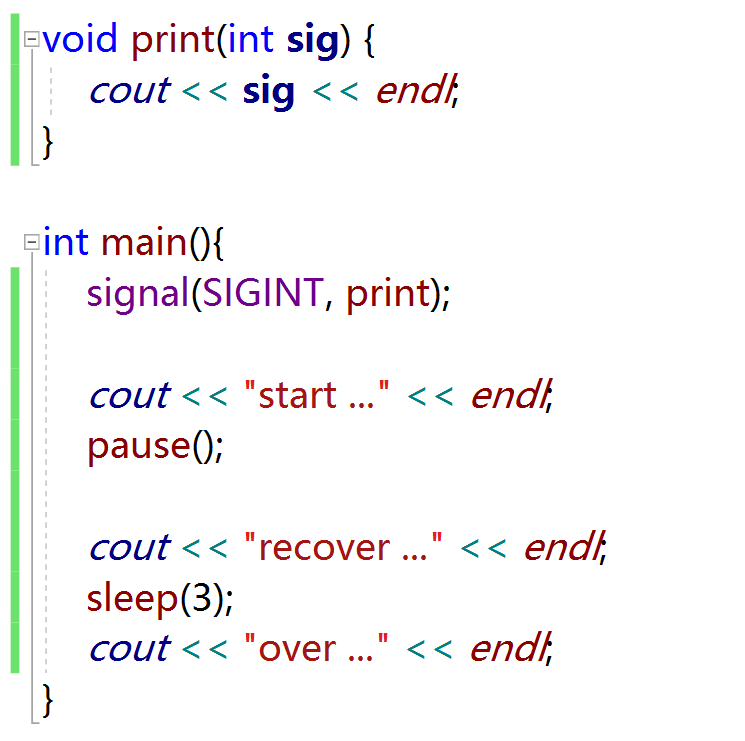 void print(int sig) {
    cout << sig << endl;
}
int main(){
    signal(SIGINT, print);
    cout << "start ..." << endl;
    pause();
    cout << "recover ..." << endl;
    sleep(3);
    cout << "over ..." << endl;
}